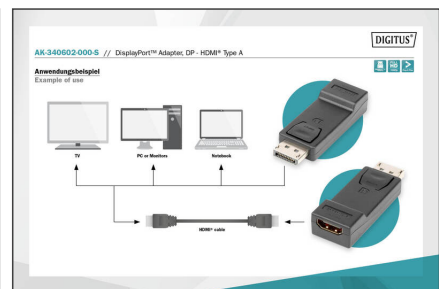 DIGITUS®
AK-340602-000-S // DisplayPort™ Adapter, DP - HDMI® Type A
Anwendungsbeispiel
Example of use
TV
PC or Monitors
Notebook
HDMI® cable